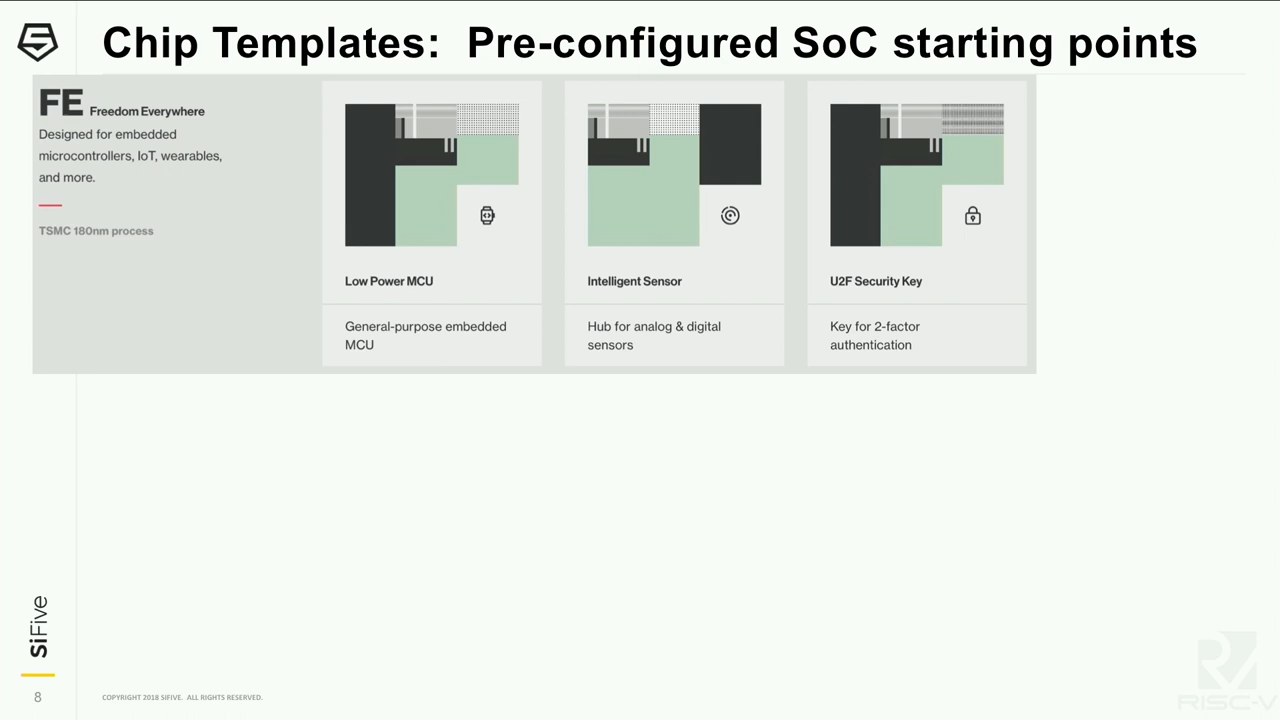 Chip Templates: Pre-configured SoC starting points
FE Freedom Everywhere
Designed for embedded
microcontrollers, IoT, wearables,
and more.
TSMC 180nm process
Low Power MCU
General-purpose embedded
MCU
Intelligent Sensor
Hub for analog & digital
sensors
U2F Security Key
Key for 2-factor
authentication
SiFive
8
COPYRIGHT 2018 SIFIVE. ALL RIGHTS RESERVED.
RISC-V